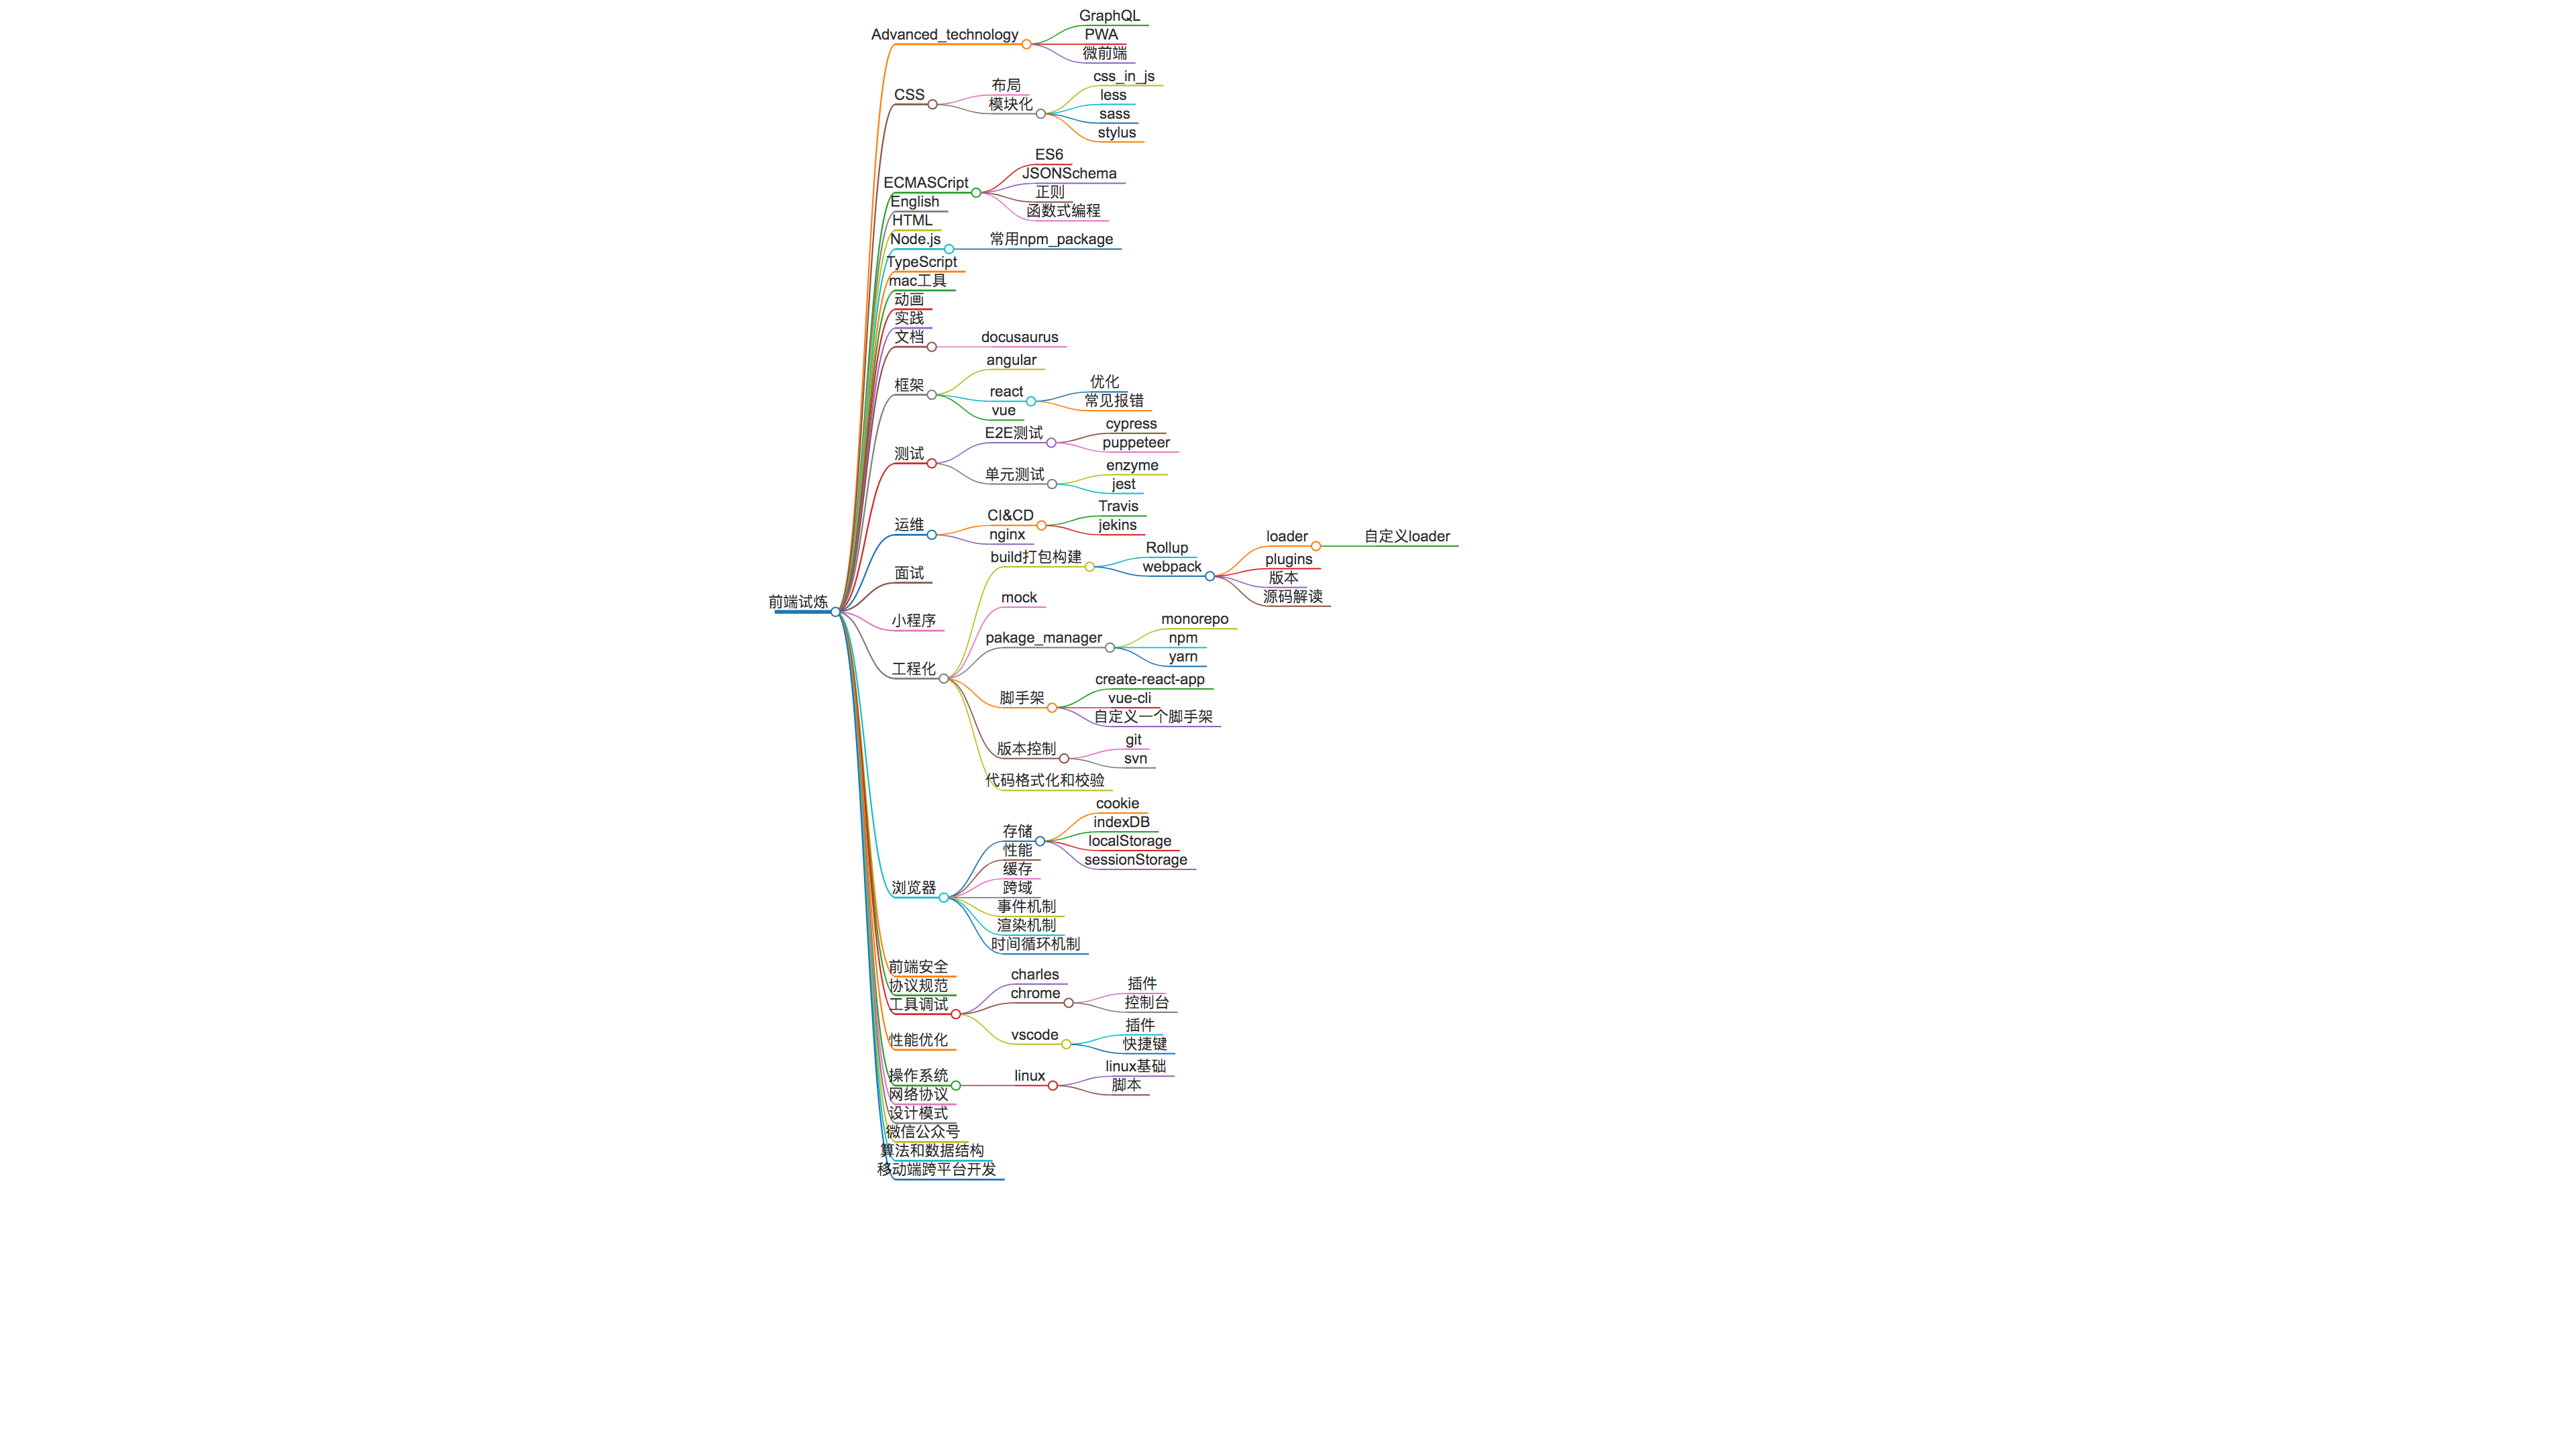 GraphQL
Advanced_technology
PWA
微前端
css_in_js
布局
CSS
less
模块化
sass
stylus
ES6
JSONSchema
ECMASCript
正则
English
函数式编程
HTML
Node.js
常用npm_package
TypeScript
mac工具
动画
实践
文档
docusaurus
angular
框架
优化
react
常见报错
vue
cypress
E2E测试
puppeteer
测试
enzyme
单元测试
jest
Travis
CI&CD
运维
jekins
nginx
loader
自定义loader
Rollup
build打包构建
plugins
webpack
面试
版本
源码解读
mock
前端试炼
小程序
monorepo
pakage_manager
npm
yarn
工程化
create-react-app
脚手架
vue-cli
自定义一个脚手架
git
版本控制
svn
代码格式化和校验
cookie
indexDB
存储
localStorage
性能
sessionStorage
缓存
浏览器
跨域
事件机制
渲染机制
时间循环机制
前端安全
charles
协议规范
插件
chrome
工具调试
控制台
插件
vscode
性能优化
快捷键
linux基础
操作系统
linux
脚本
网络协议
设计模式
微信公众号
算法和数据结构
移动端跨平台开发